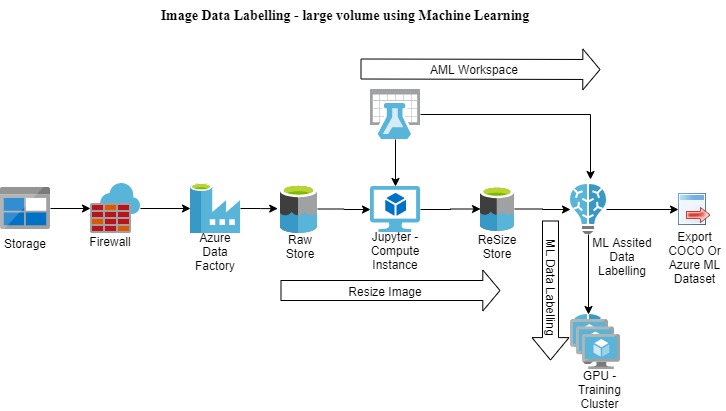 Image Data Labelling - large volume using Machine Learning
AML Workspace
Storage
Firewall
Azure
Data
Factory
Raw
Store
Jupyter -
Compute
Instance
ReSize
Store
ML Assited
Data
Labelling
Export
COCO Or
Azure ML
Dataset
Resize Image
ML Data Labelling
GPU -
Training
Cluster